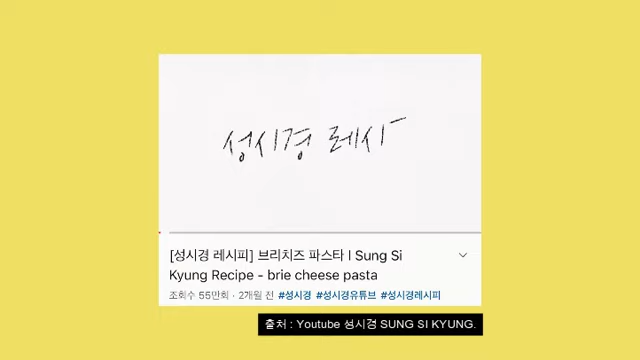 성시경 레시
[성시경 레시피] 브리치즈 파스타 l Sung Si
Kyung Recipe - brie cheese pasta
조회수 55만회 · 2개월 전 #성시경 #성시경유튜브 #성시경레시피
출처 : Youtube 성시경 SUNG SI KYUNG.